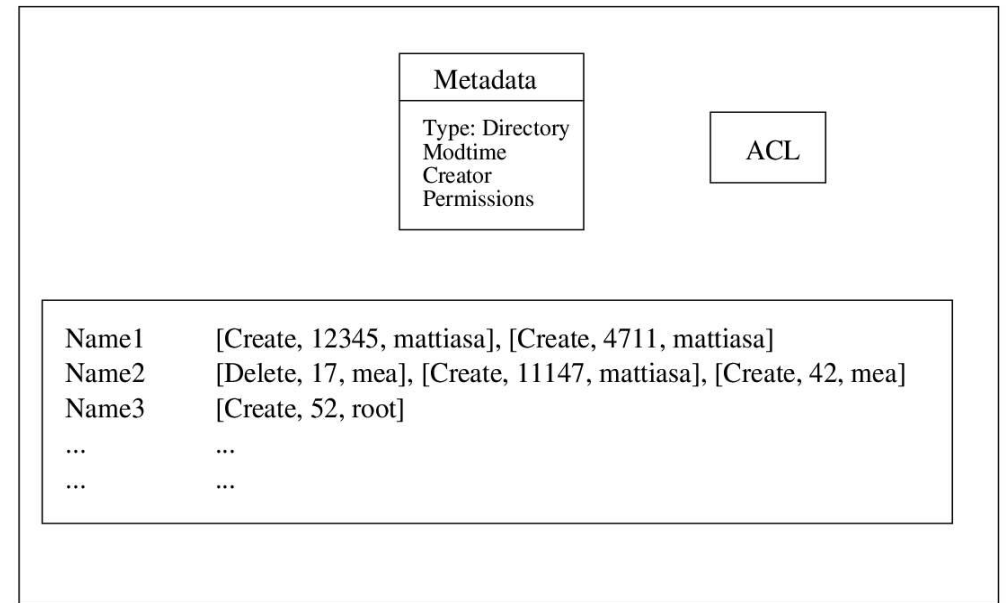 Metadata
Type: Directory
Modtime
Creator
Permissions
ACL
Name1 [Create, 12345, mattiasa], [Create, 4711, mattiasa]
Name2 [Delete, 17, mea], [Create, 11147, mattiasa], [Create, 42, mea]
Name3 [Create, 52, root]
... ...
... ...